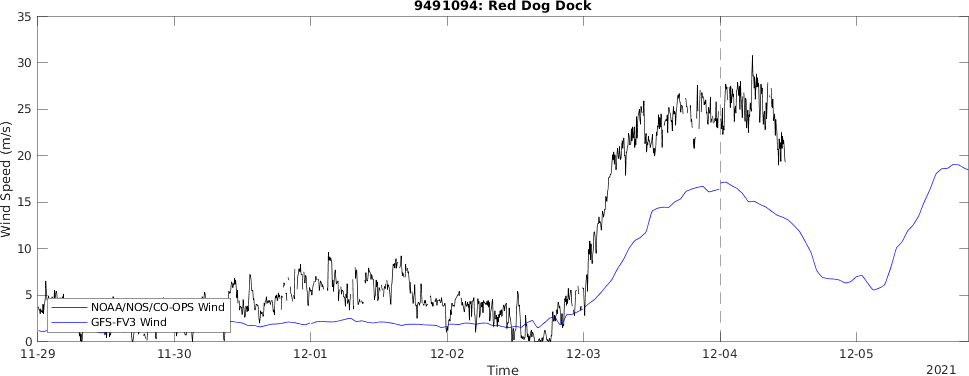 9491094: Red Dog Dock
35
30
25
20
15
10
5
0
Wind Speed (m/s)
NOAA/NOS/CO-OPS Wind
GFS-FV3 Wind
11-29 11-30 12-01 12-02 12-03 12-04 12-05
Time
2021